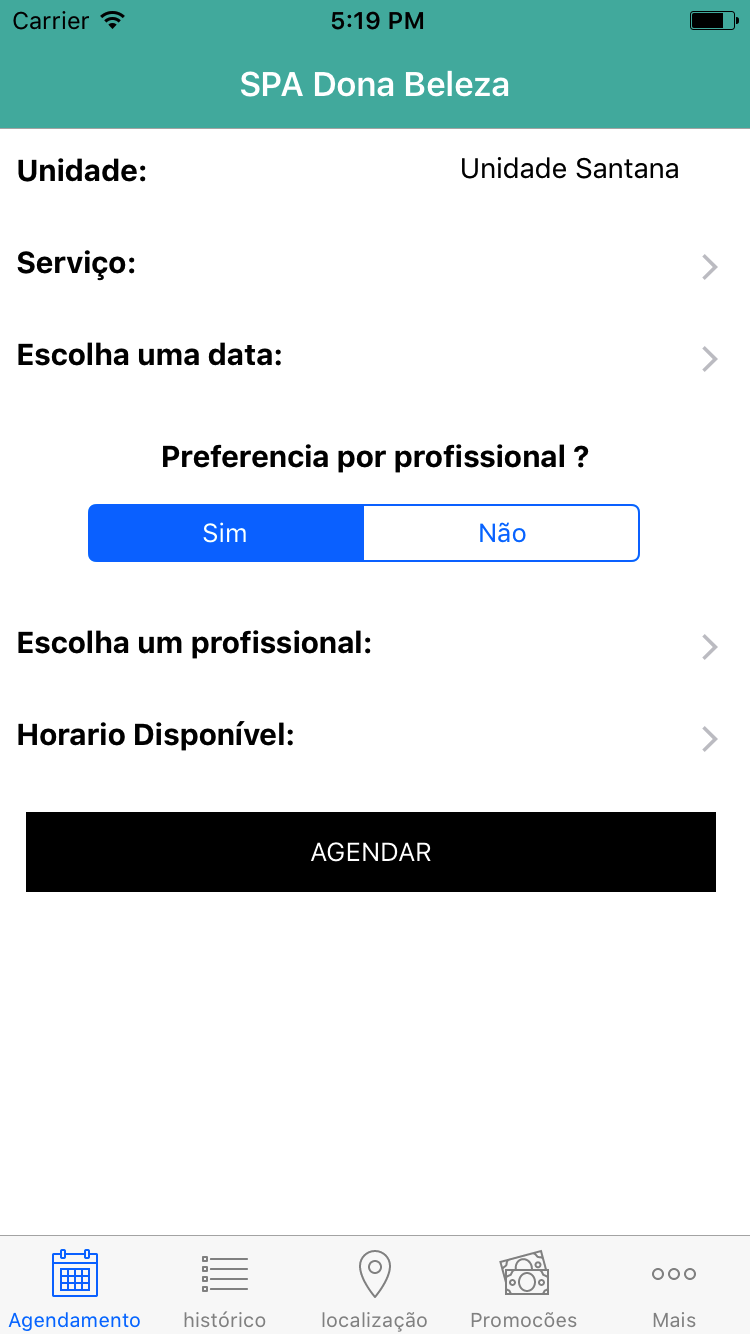 Carrier 5:19 PM
SPA Dona Beleza
Unidade: Unidade Santana
Serviço:
Escolha uma data:
Preferencia por profissional ?
Sim Não
Escolha um profissional:
Horario Disponível:
AGENDAR
Agendamento histórico localização Promocões Mais